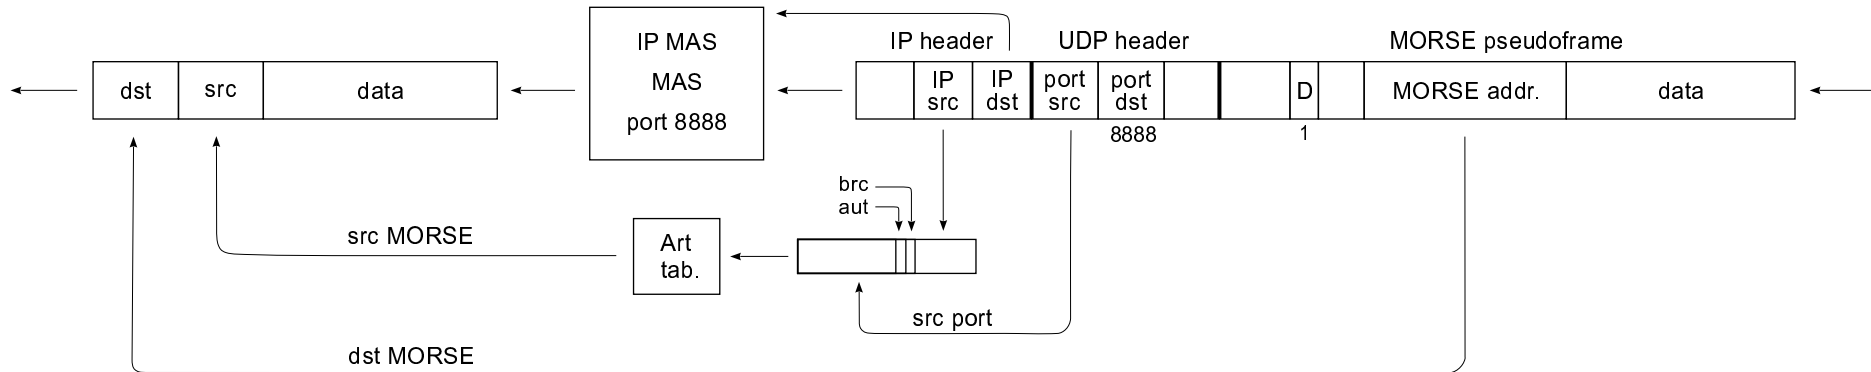 IP MAS
MAS
port 8888
IP header
UDP header
MORSE pseudoframe
dst
src
data
IP
src
IP
dst
port
src
port
dst
D
MORSE addr.
data
8888
1
brc
aut
src MORSE
Art
tab.
src port
dst MORSE